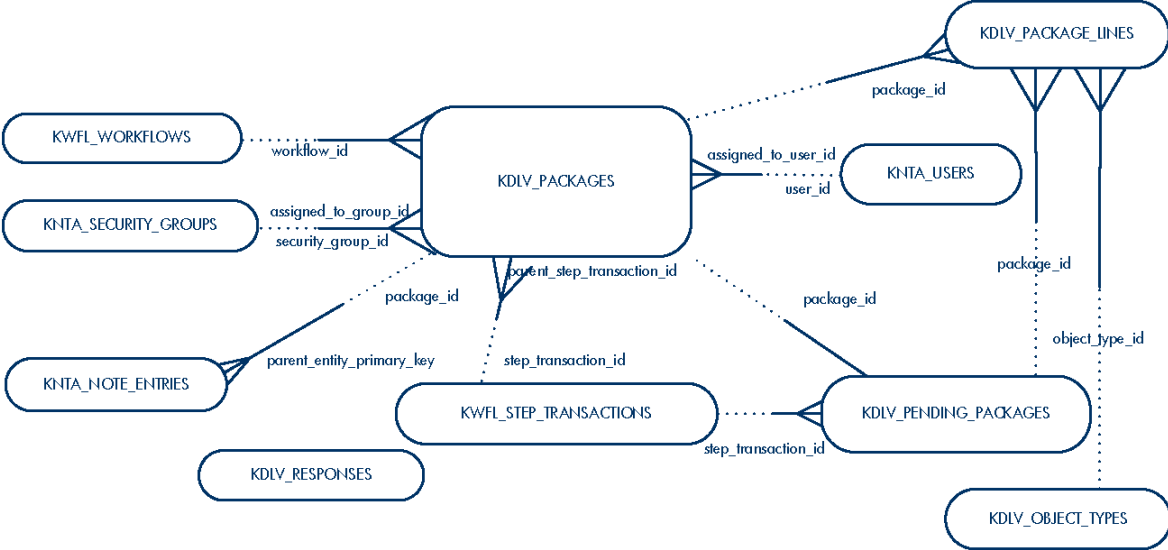 KDLV_PACKAGE_LINES
package_id
KWFL_WORKFLOWS
workflow_id
KDLV_PACKAGES
assigned_to_user_id
KNTA_USERS
user_id
KNTA_SECURITY_GROUPS
assigned_to_group_id
security_group_id
parent_step_transaction_id
package_id
package_id
package_id
object_type_id
parent_entity_primary_key
step_transaction_id
KNTA_NOTE_ENTRIES
KWFL_STEP_TRANSACTIONS
KDLV_PENDING_PACKAGES
step_transaction_id
KDLV_RESPONSES
KDLV_OBJECT_TYPES